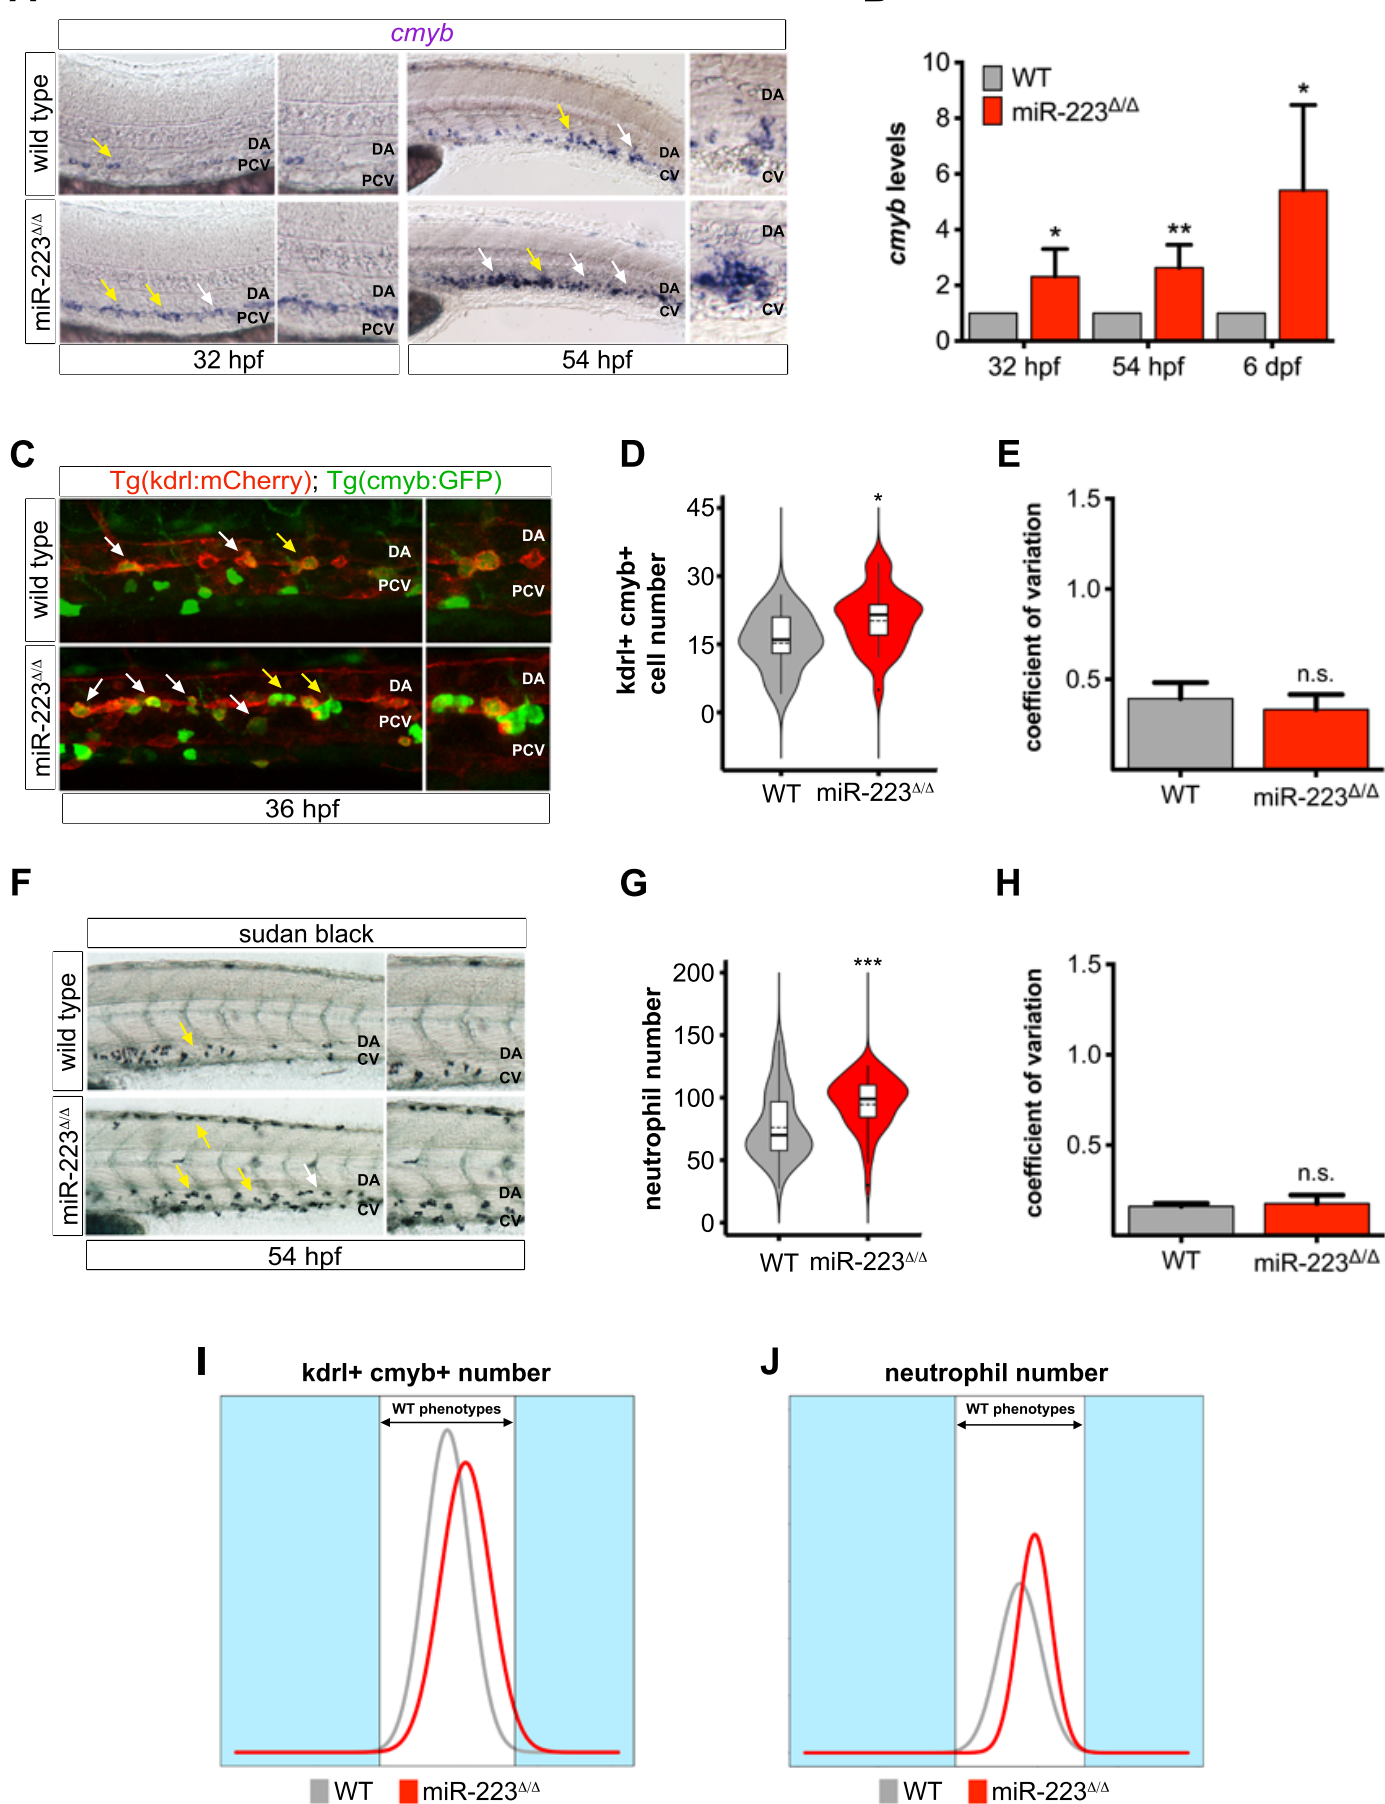 cmyb
wild type
DA
PCV
DA
PCV
DA
CV
DA
CV
miR-223Δ/Δ
DA
PCV
DA
PCV
DA
CV
DA
CV
32 hpf
54 hpf
cmyb levels
10
8
6
4
2
0
WT
miR-223Δ/Δ
*
**
*
32 hpf
54 hpf
6 dpf
C
Tg(kdrl:mCherry); Tg(cmyb:GFP)
wild type
DA
PCV
DA
PCV
miR-223Δ/Δ
DA
PCV
DA
PCV
36 hpf
D
kdrl+ cmyb+
cell number
45
30
15
0
*
WT
miR-223Δ/Δ
E
coefficient of variation
1.5
1.0
0.5
n.s.
WT
miR-223Δ/Δ
F
sudan black
wild type
DA
CV
DA
CV
miR-223Δ/Δ
DA
CV
DA
CV
54 hpf
G
neutrophil number
200
150
100
50
0
***
WT
miR-223Δ/Δ
H
coefficient of variation
1.5
1.0
0.5
n.s.
WT
miR-223Δ/Δ
I
kdrl+ cmyb+ number
WT phenotypes
WT
miR-223Δ/Δ
J
neutrophil number
WT phenotypes
WT
miR-223Δ/Δ